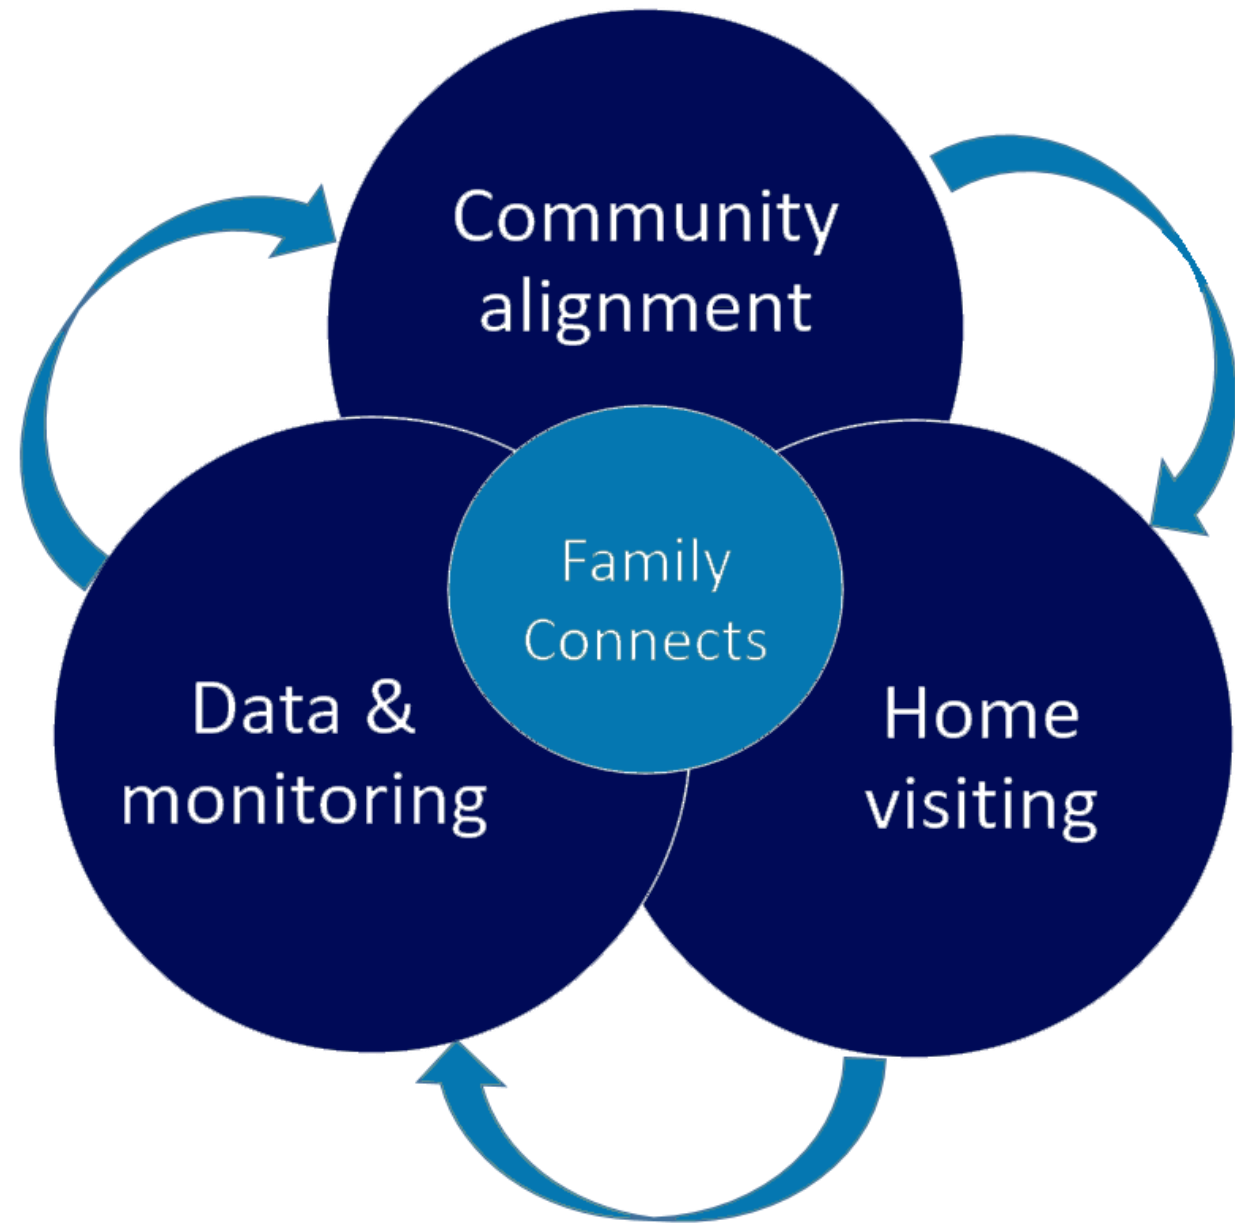 Community
alignment
Family
Connects
Data &
monitoring
Home
visiting